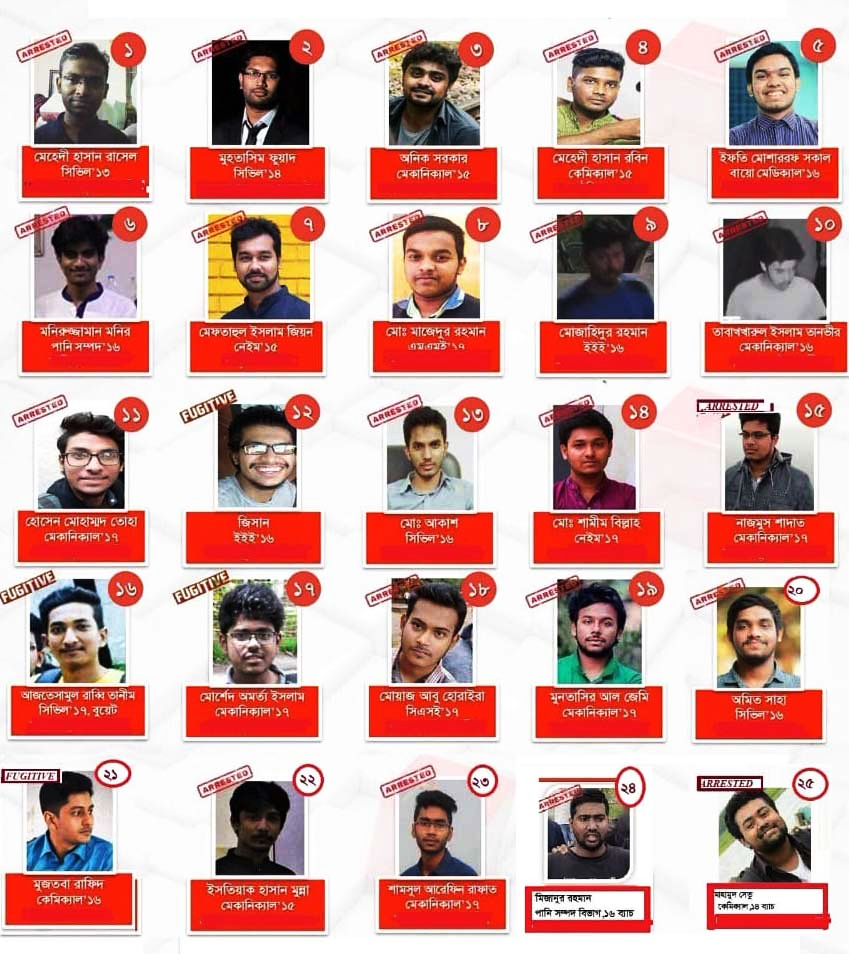 ARRESTED ১
মেহেদী হাসান রাসেল
সিভিল'১৩
ARRESTED ২
মুহতাসিম ফুয়াদ
সিভিল'১৪
ARRESTED ৩
অনিক সরকার
মেকানিক্যাল'১৫
ARRESTED ৪
মেহেদী হাসান রবিন
কেমিক্যাল'১৫
ARRESTED ৫
ইফতি মোশাররফ সকাল
বায়ো মেডিক্যাল'১৬
ARRESTED ৬
মনিরুজ্জামান মনির
পানি সম্পদ'১৬
ARRESTED ৭
মেফতাহুল ইসলাম জিয়ন
নেইম'১৫
ARRESTED ৮
মোঃ মাজেদুর রহমান
এমএমই'১৭
ARRESTED ৯
মোজাহিদুর রহমান
ইইই'১৬
ARRESTED ১০
তাবাখখারুল ইসলাম তানভীর
মেকানিক্যাল'১৬
ARRESTED ১১
হোসেন মোহাম্মদ তোহা
মেকানিক্যাল'১৭
FUGITIVE ১২
জিসান
ইইই'১৬
ARRESTED ১৩
মোঃ আকাশ
সিভিল'১৬
ARRESTED ১৪
মোঃ শামীম বিল্লাহ
নেইম'১৭
ARRESTED ১৫
নাজমুস শাদাত
মেকানিক্যাল'১৭
FUGITIVE ১৬
আজতেসামুল রাব্বি তানীম
সিভিল'১৭, বুয়েট
FUGITIVE ১৭
মোর্শেদ অমর্ত্য ইসলাম
মেকানিক্যাল'১৭
ARRESTED ১৮
মোয়াজ আবু হোরাইরা
সিএসই'১৭
ARRESTED ১৯
মুনতাসির আল জেমি
মেকানিক্যাল'১৭
ARRESTED ২০
অমিত সাহা
সিভিল'১৬
FUGITIVE ২১
মুজতবা রাফিদ
কেমিক্যাল'১৬
ARRESTED ২২
ইসতিয়াক হাসান মুন্না
মেকানিক্যাল'১৫
ARRESTED ২৩
শামসুল আরেফিন রাফাত
মেকানিক্যাল'১৭
ARRESTED ২৪
মিজানুর রহমান
পানি সম্পদ বিভাগ,১৬ ব্যাচ
ARRESTED ২৫
মাহামুদ সেতু
কেমিক্যাল,১৪ ব্যাচ